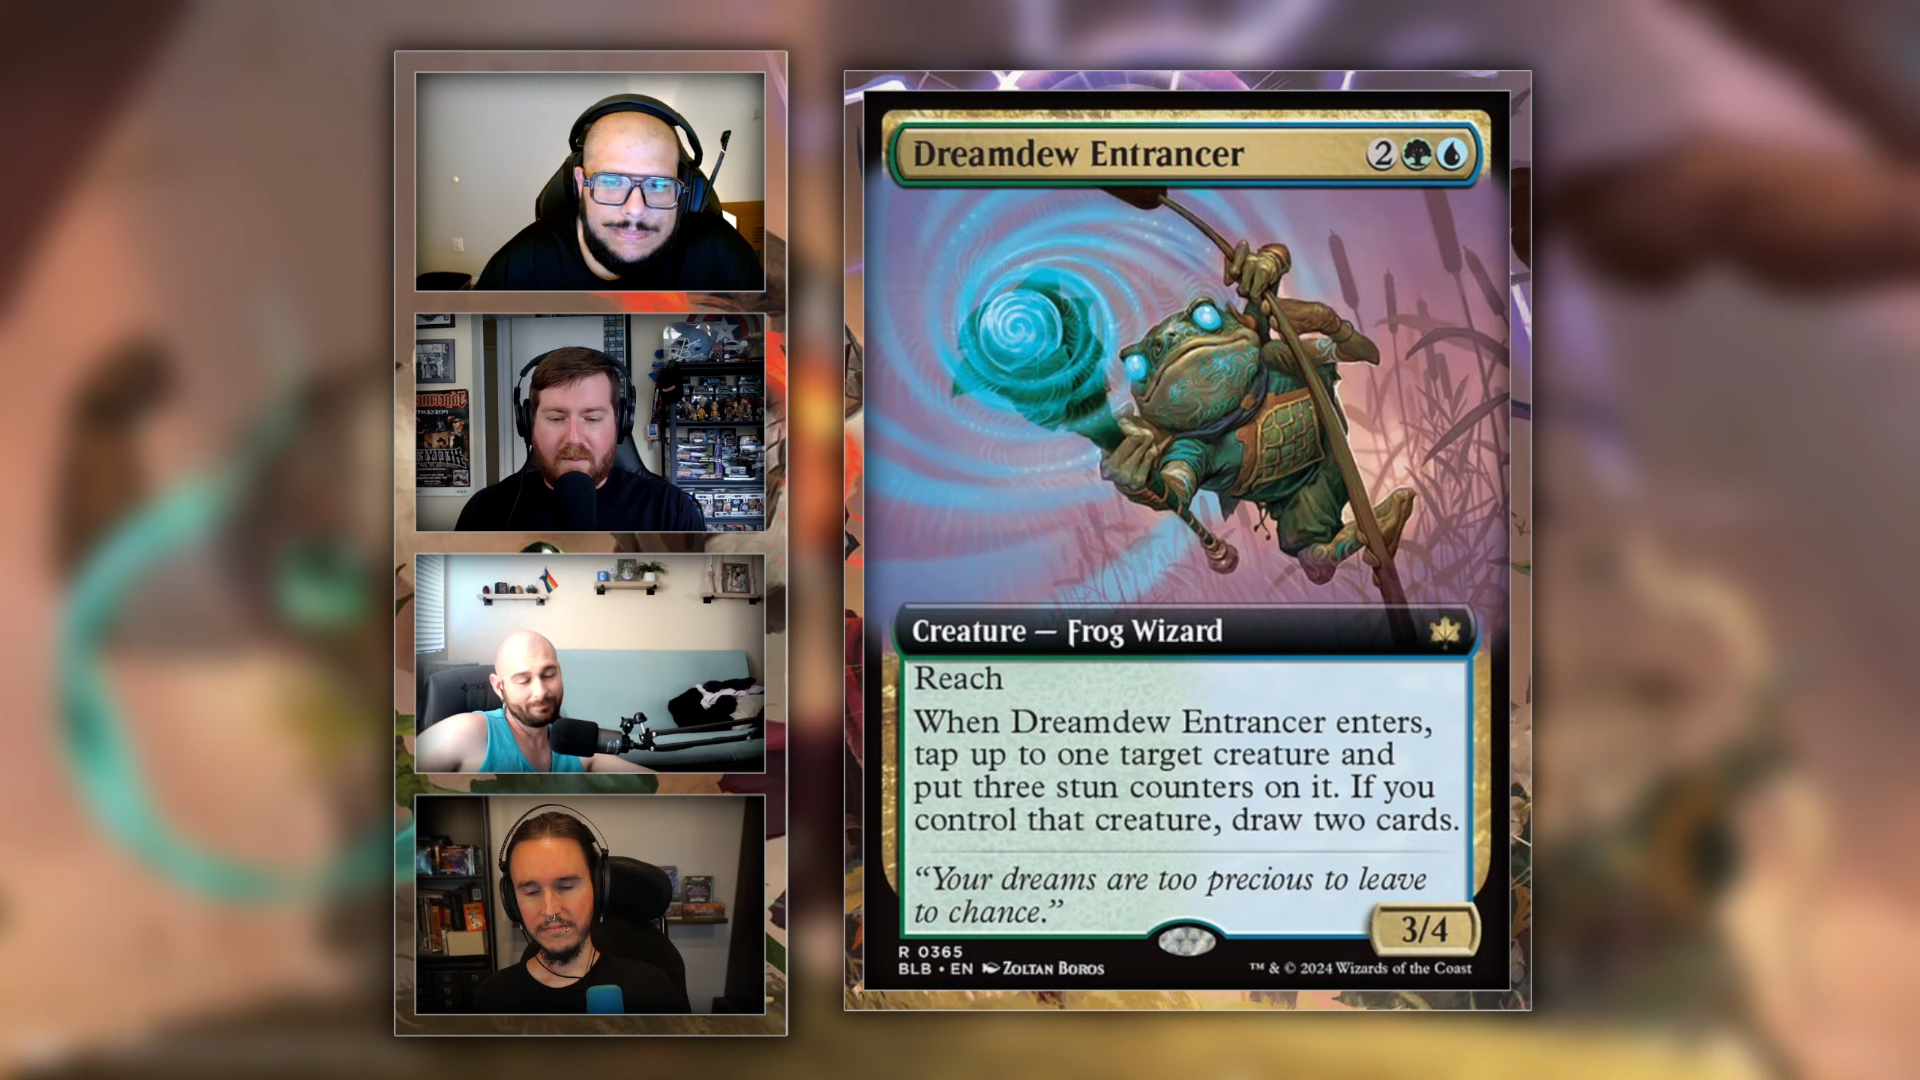 Dreamdew Entrancer
2
Creature — Frog Wizard
Reach
When Dreamdew Entrancer enters,
tap up to one target creature and
put three stun counters on it. If you
control that creature, draw two cards.
“Your dreams are too precious to leave
to chance.”
3/4
R 0365
BLB • EN ZOLTAN BOROS
™ & © 2024 Wizards of the Coast